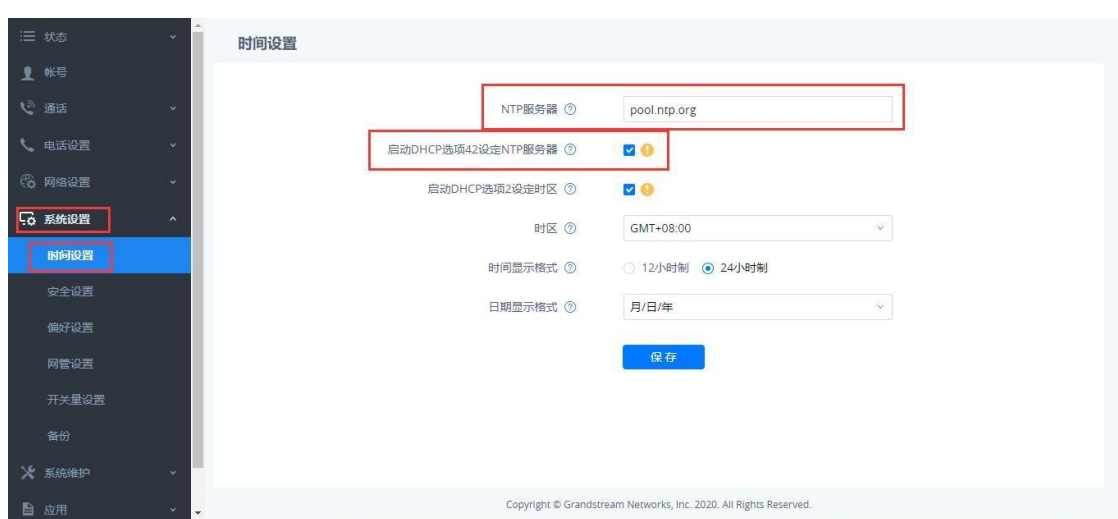 状态
帐号
通话
电话设置
网络设置
系统设置
时间设置
安全设置
偏好设置
网管设置
开关量设置
备份
系统维护
应用
时间设置
NTP服务器 pool.ntp.org
启动DHCP选项42设定NTP服务器
启动DHCP选项2设定时区
时区 GMT+08:00
时间显示格式 12小时制 24小时制
日期显示格式 月/日/年
保存
Copyright © Grandstream Networks, Inc. 2020. All Rights Reserved.